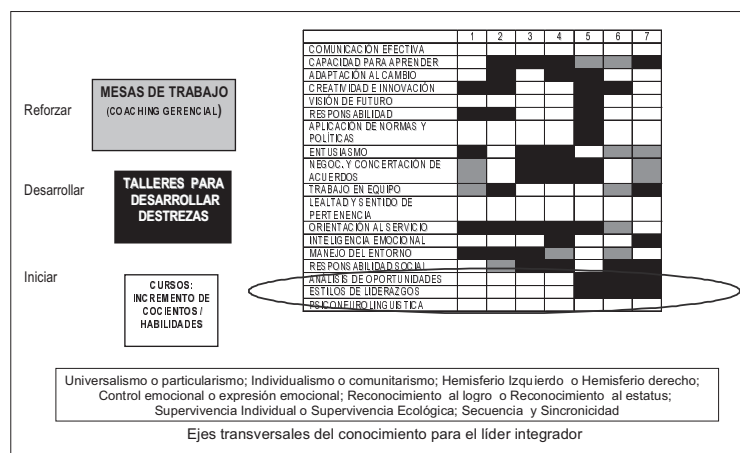 1 2 3 4 5 6 7
COMUNICACIÓN EFECTIVA
CAPACIDAD PARA APRENDER
ADAPTACIÓN AL CAMBIO
CREATIVIDAD E INNOVACIÓN
VISIÓN DE FUTURO
RESPONSABILIDAD
APLICACIÓN DE NORMAS Y
POLÍTICAS
ENTUSIASMO
NEGOC. Y CONCERTACIÓN DE
ACUERDOS
TRABAJO EN EQUIPO
LEALTAD Y SENTIDO DE
PERTENENCIA
ORIENTACIÓN AL SERVICIO
INTELIGENCIA EMOCIONAL
MANEJO DEL ENTORNO
RESPONSABILIDAD SOCIAL
ANÁLISIS DE OPORTUNIDADES
ESTILOS DE LIDERAZGOS
PSICONEUROLINGUISTICA
Reforzar
MESAS DE TRABAJO
(COACHING GERENCIAL)
Desarrollar
TALLERES PARA
DESARROLLAR
DESTREZAS
Iniciar
CURSOS:
INCREMENTO DE
COCIENTOS /
HABILIDADES
Universalismo o particularismo; Individualismo o comunitarismo; Hemisferio Izquierdo o Hemisferio derecho;
Control emocional o expresión emocional; Reconocimiento al logro o Reconocimiento al estatus;
Supervivencia Individual o Supervivencia Ecológica; Secuencia y Sincronicidad
Ejes transversales del conocimiento para el líder integrador